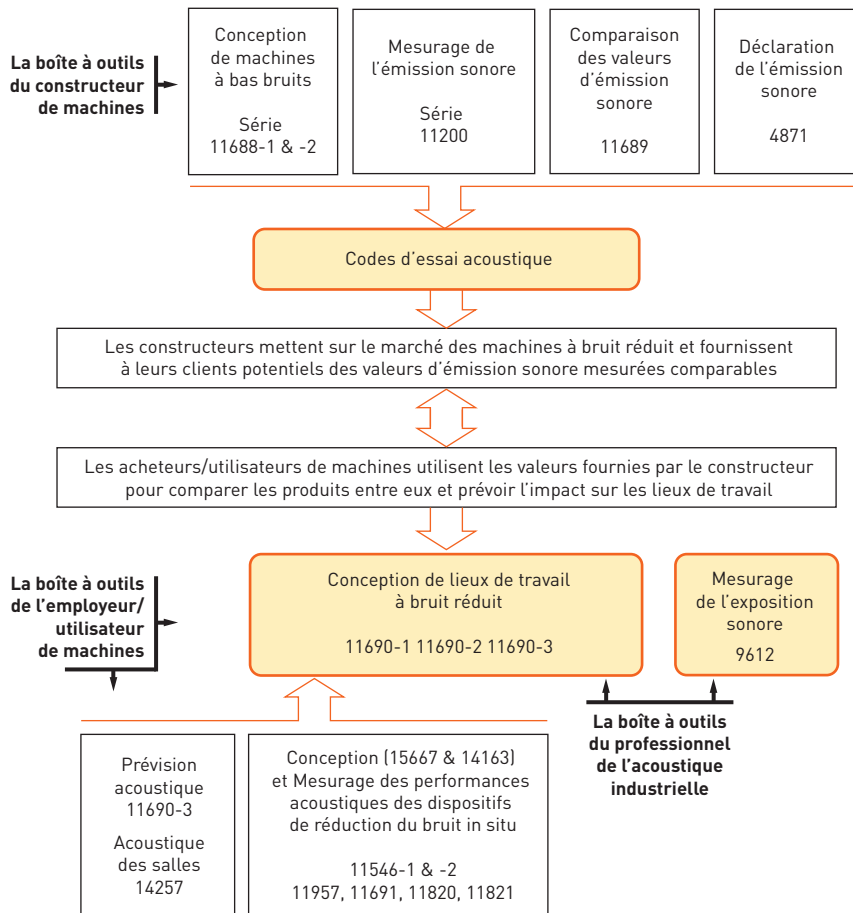 La boîte à outils
du constructeur
de machines
Conception
de machines
à bas bruits
Série
11688-1 & -2
Mesurage de
l'émission sonore
Série
11200
Comparaison
des valeurs
d'émission
sonore
11689
Déclaration
de l'émission
sonore
4871
Codes d'essai acoustique
Les constructeurs mettent sur le marché des machines à bruit réduit et fournissent
à leurs clients potentiels des valeurs d'émission sonore mesurées comparables
Les acheteurs/utilisateurs de machines utilisent les valeurs fournies par le constructeur
pour comparer les produits entre eux et prévoir l'impact sur les lieux de travail
La boîte à outils
de l'employeur/
utilisateur
de machines
Conception de lieux de travail
à bruit réduit
11690-1 11690-2 11690-3
Mesurage
de l'exposition
sonore
9612
La boîte à outils
du professionnel
de l'acoustique
industrielle
Prévision
acoustique
11690-3
Acoustique
des salles
14257
Conception (15667 & 14163)
et Mesurage des performances
acoustiques des dispositifs
de réduction du bruit in situ
11546-1 & -2
11957, 11691, 11820, 11821